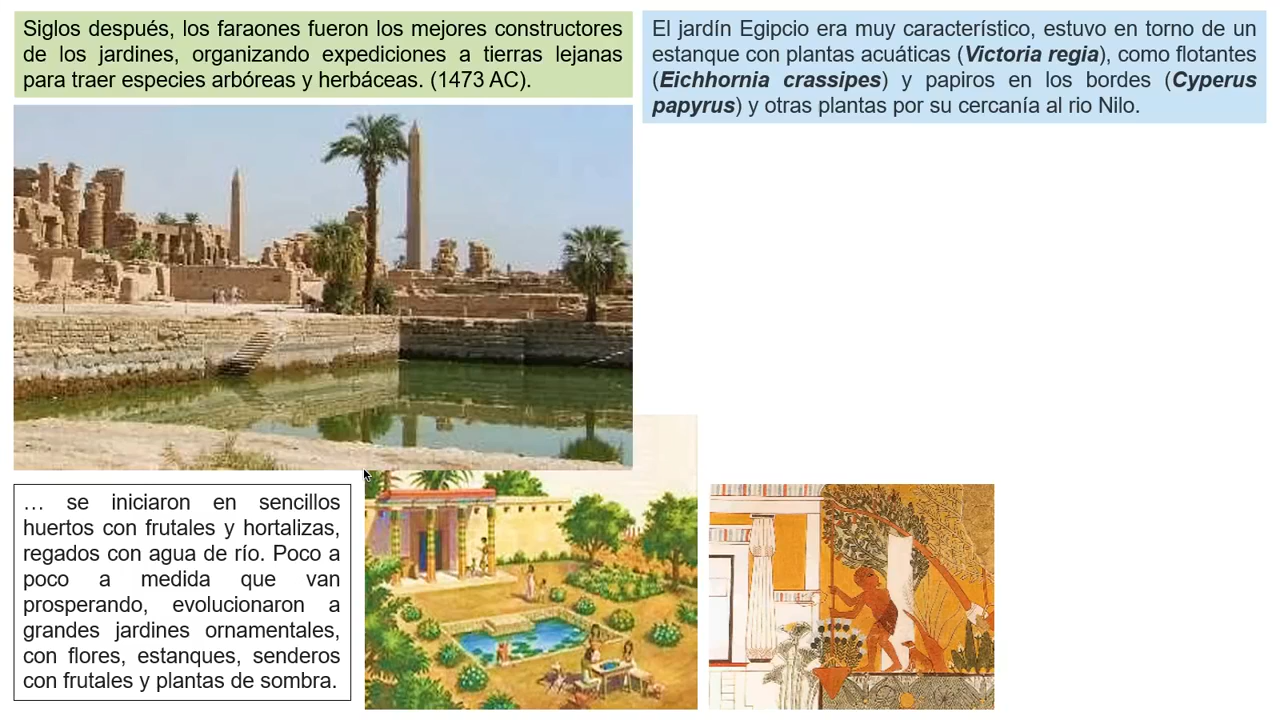 Siglos después, los faraones fueron los mejores constructores
de los jardines, organizando expediciones a tierras lejanas
para traer especies arbóreas y herbáceas. (1473 AC).
El jardín Egipcio era muy característico, estuvo en torno de un
estanque con plantas acuáticas (Victoria regia), como flotantes
(Eichhornia crassipes) y papiros en los bordes (Cyperus
papyrus) y otras plantas por su cercanía al rio Nilo.
… se iniciaron en sencillos
huertos con frutales y hortalizas,
regados con agua de río. Poco a
poco a medida que van
prosperando, evolucionaron a
grandes jardines ornamentales,
con flores, estanques, senderos
con frutales y plantas de sombra.